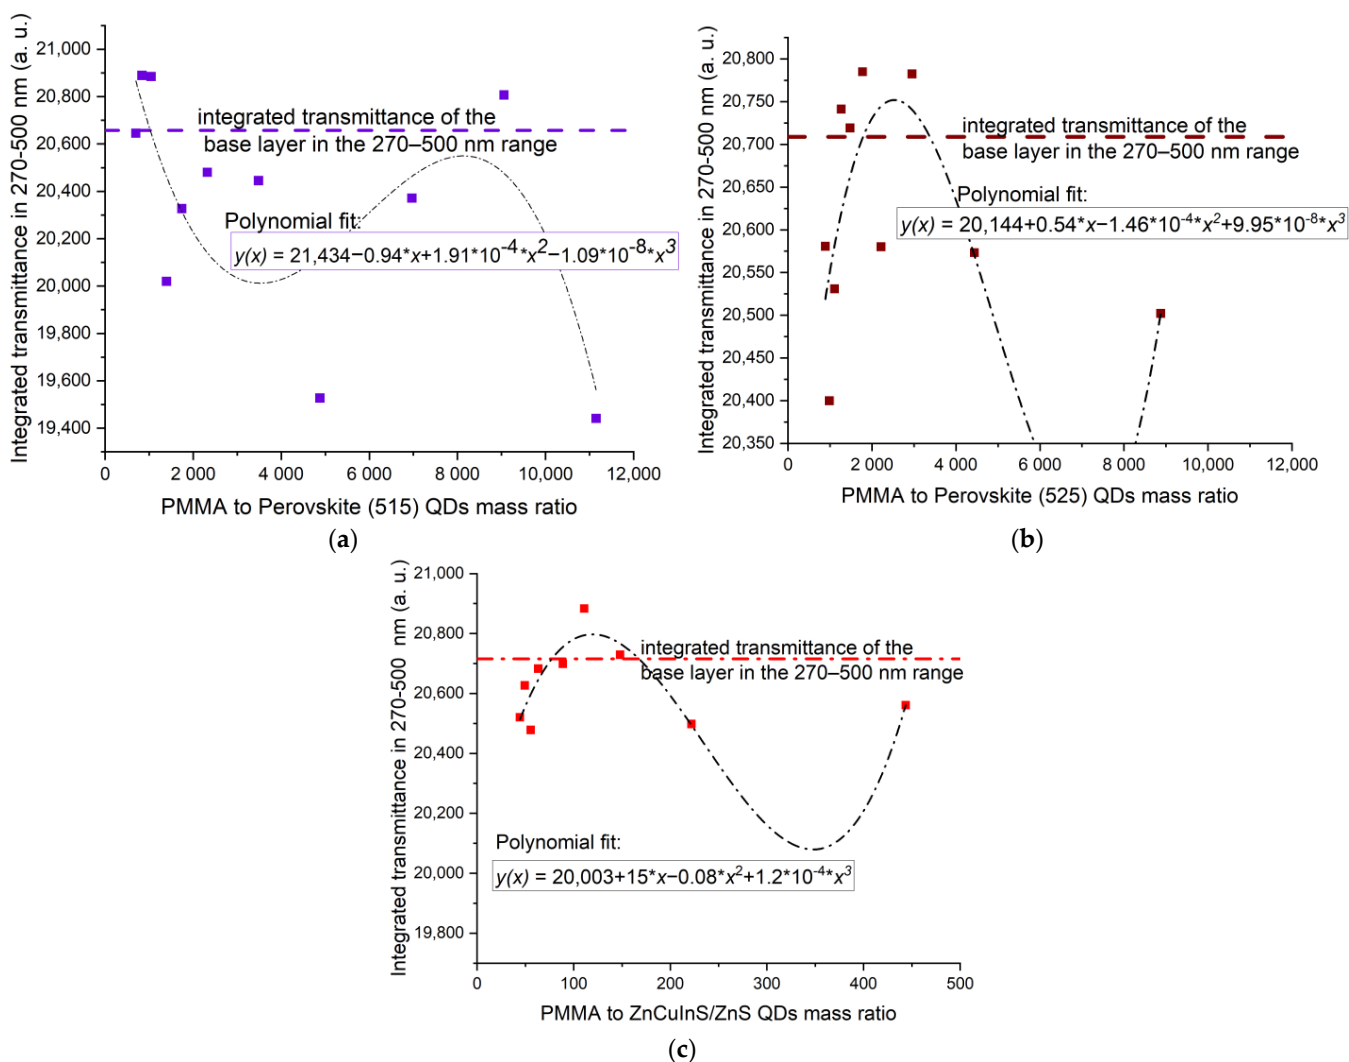 Integrated transmittance in 270-500 nm (a. u.)
21,000
20,800
20,600
20,400
20,200
20,000
19,800
19,600
19,400
integrated transmittance of the
base layer in the 270–500 nm range
Polynomial fit:
y(x) = 21,434−0.94*x+1.91*10⁻⁴*x²−1.09*10⁻⁸*x³
0 2 000 4 000 6 000 8 000 10,000 12,000
PMMA to Perovskite (515) QDs mass ratio
(a)
Integrated transmittance in 270-500 nm (a. u.)
20,800
20,750
20,700
20,650
20,600
20,550
20,500
20,450
20,400
20,350
integrated transmittance of the
base layer in the 270–500 nm range
Polynomial fit:
y(x) = 20,144+0.54*x−1.46*10⁻⁴*x²+9.95*10⁻⁸*x³
0 2 000 4 000 6 000 8 000 10,000 12,000
PMMA to Perovskite (525) QDs mass ratio
(b)
Integrated transmittance in 270-500 nm (a. u.)
21,000
20,800
20,600
20,400
20,200
20,000
19,800
integrated transmittance of the
base layer in the 270–500 nm range
Polynomial fit:
y(x) = 20,003+15*x−0.08*x²+1.2*10⁻⁴*x³
0 100 200 300 400 500
PMMA to ZnCuInS/ZnS QDs mass ratio
(c)